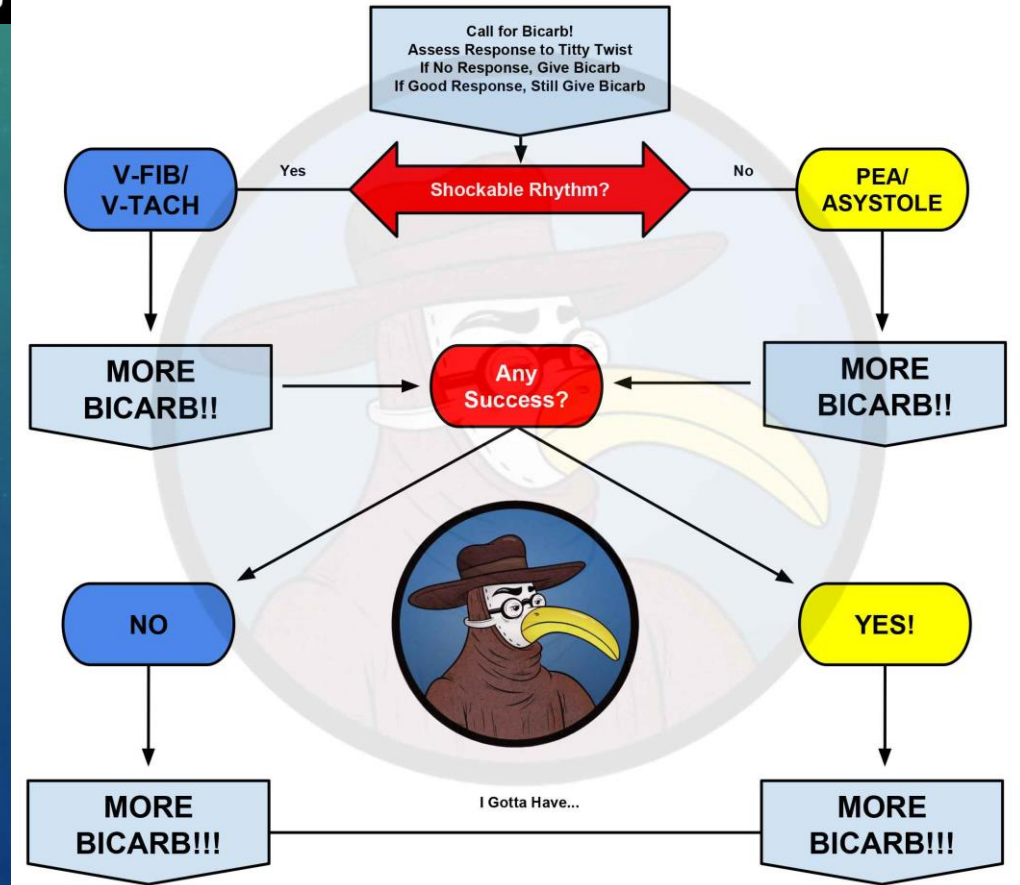 Call for Bicarb!
Assess Response to Titty Twist
If No Response, Give Bicarb
If Good Response, Still Give Bicarb
V-FIB/
V-TACH
Yes
Shockable Rhythm?
No
PEA/
ASYSTOLE
MORE
BICARB!!
Any
Success?
MORE
BICARB!!
NO
YES!
MORE
BICARB!!!
I Gotta Have...
MORE
BICARB!!!